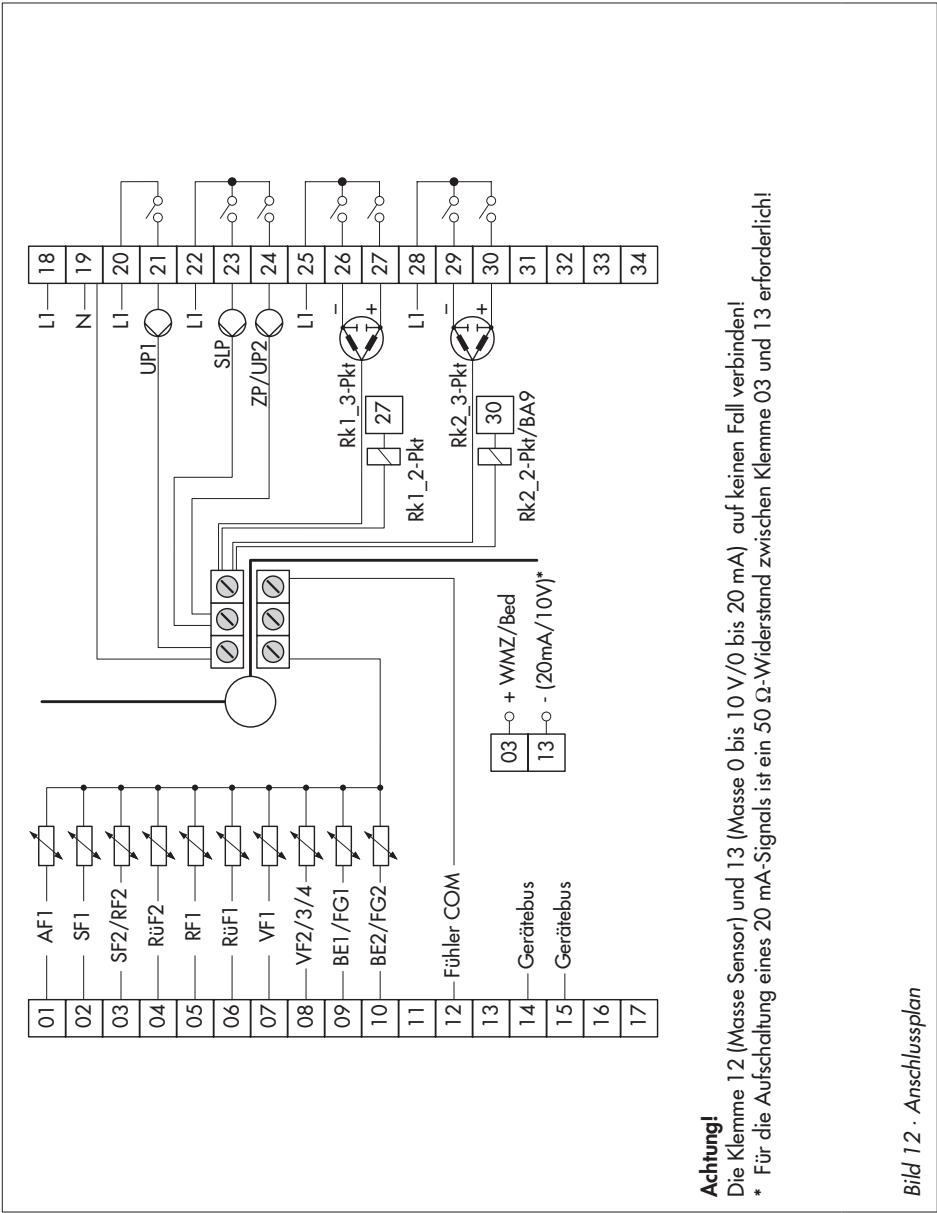 18
19
20
21
22
23
24
25
26
27
28
29
30
31
32
33
34
L1
N
L1
UP1
L1
SLP
ZP/UP2
L1
–
+
Rk1_3-Pkt
27
Rk1_2-Pkt
L1
–
+
Rk2_3-Pkt
30
Rk2_2-Pkt/BA9
03 + WMZ/Bed
13 - (20mA/10V)*
AF1
SF1
SF2/RF2
RüF2
RF1
RüF1
VF1
VF2/3/4
BE1/FG1
BE2/FG2
Fühler COM
Gerätebus
Gerätebus
01
02
03
04
05
06
07
08
09
10
11
12
13
14
15
16
17
Achtung!
Die Klemme 12 (Masse Sensor) und 13 (Masse 0 bis 10 V/0 bis 20 mA) auf keinen Fall verbinden!
* Für die Aufschaltung eines 20 mA-Signals ist ein 50 Ω-Widerstand zwischen Klemme 03 und 13 erforderlich!
Bild 12 · Anschlussplan